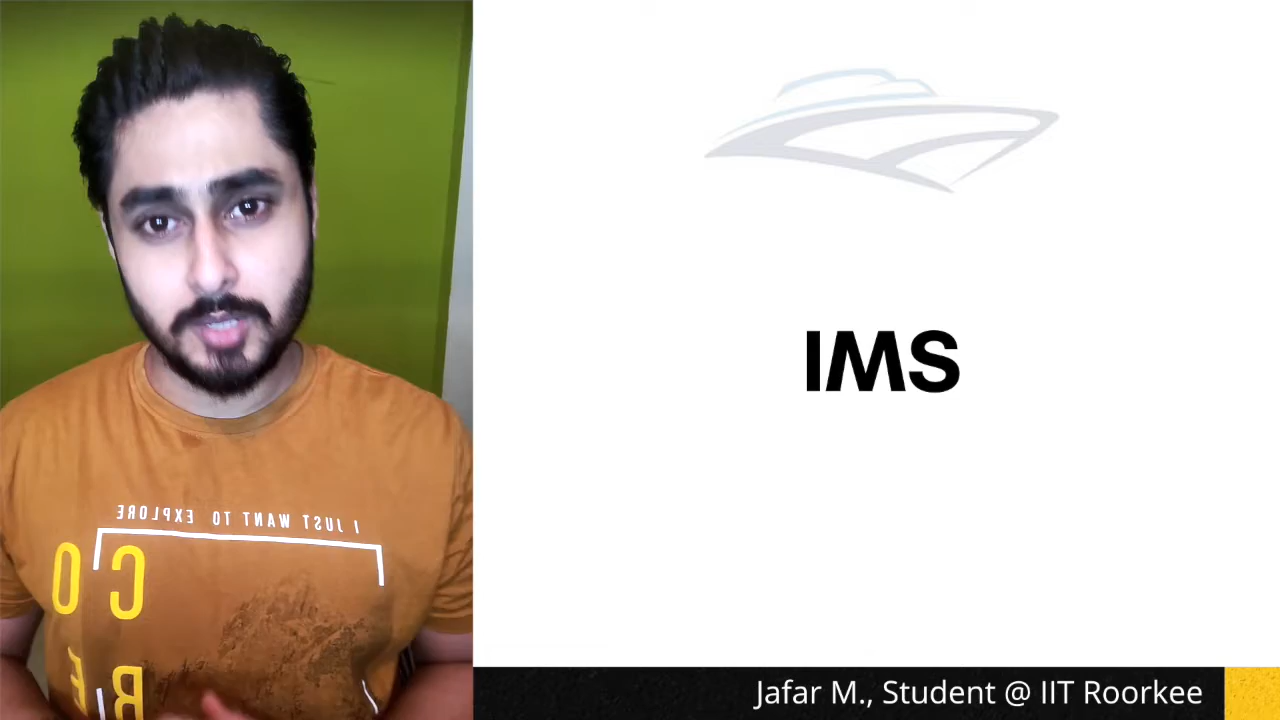 I JUST WANT TO EXPLORE
C O
B E
IMS
Jafar M., Student @ IIT Roorkee